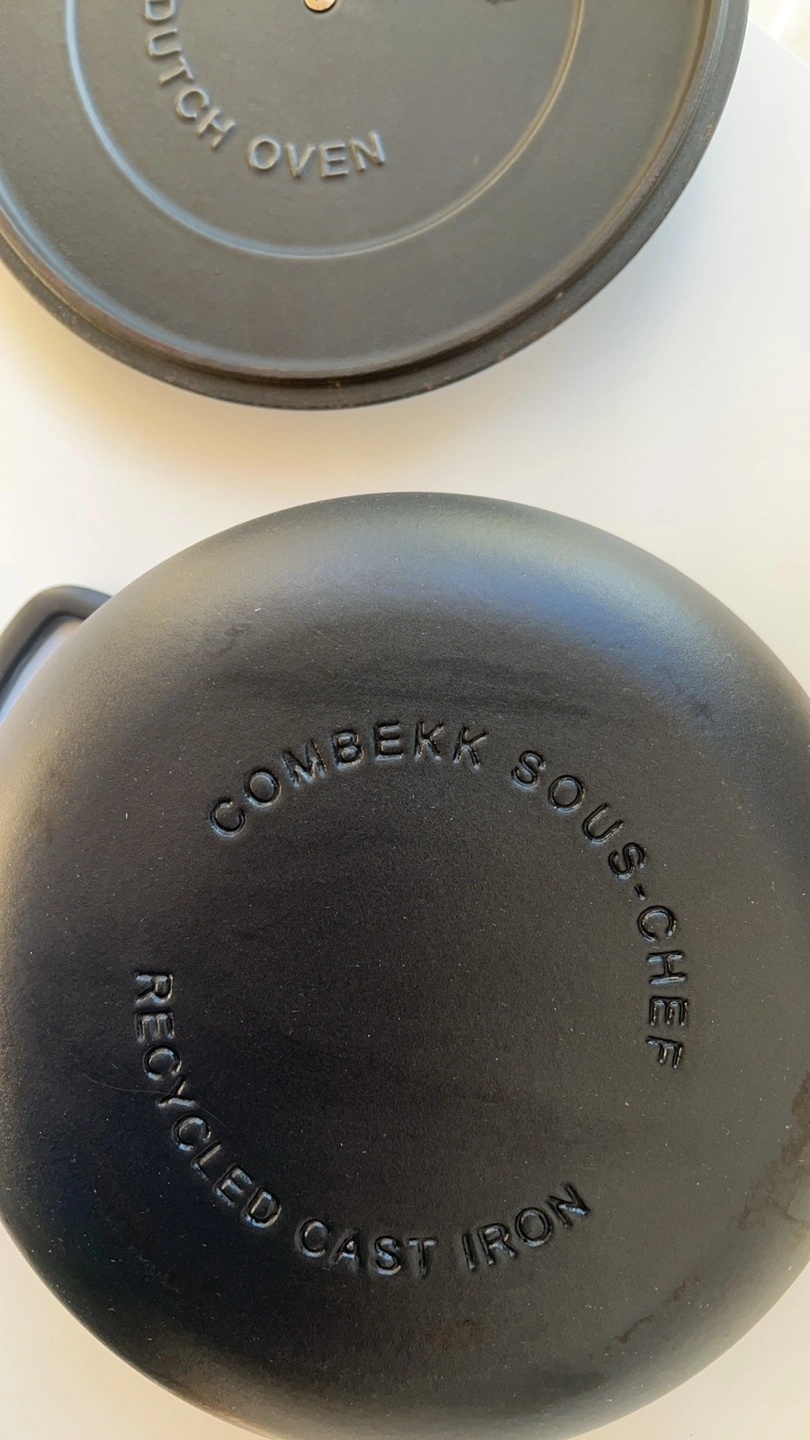 DUTCH OVEN
COMBEKK SOUS-CHEF
RECYCLED CAST IRON